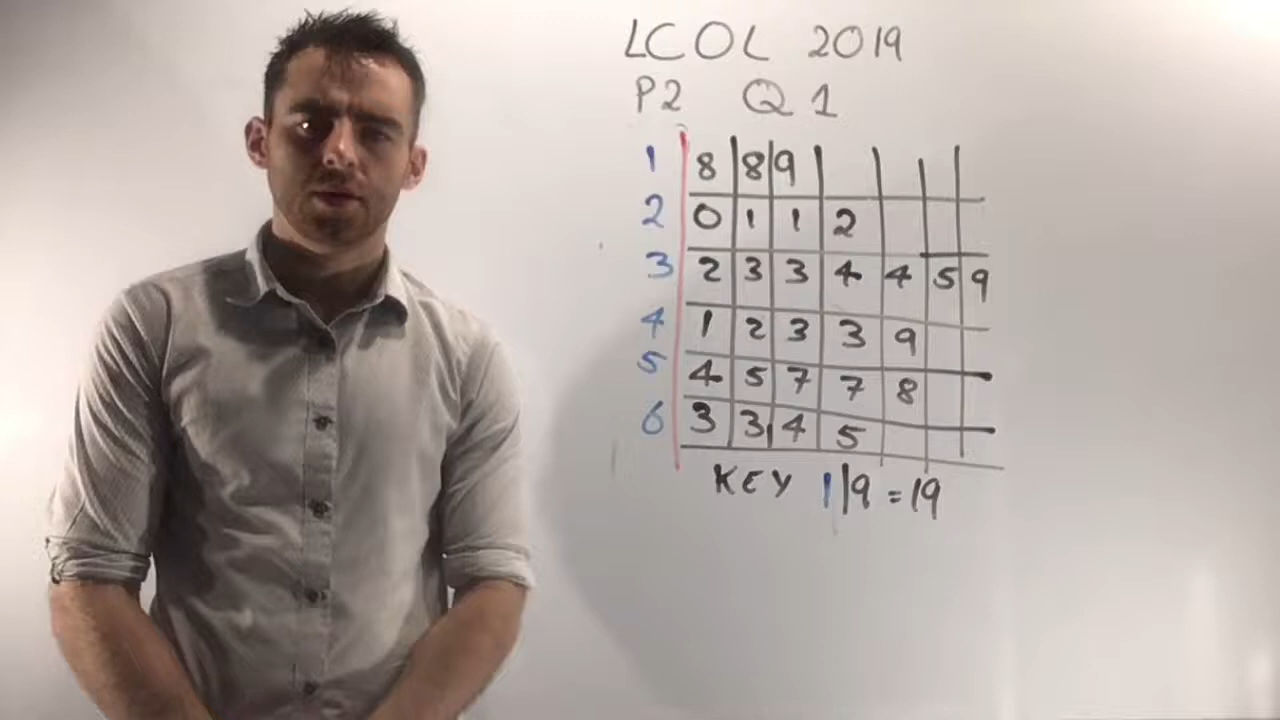 LCOL 2019
P2 Q1
1 8 8 9
2 0 1 1 2
3 2 3 3 4 4 5 9
4 1 2 3 3 9
5 4 5 7 7 8
6 3 3 4 5
KEY 1|9 = 19